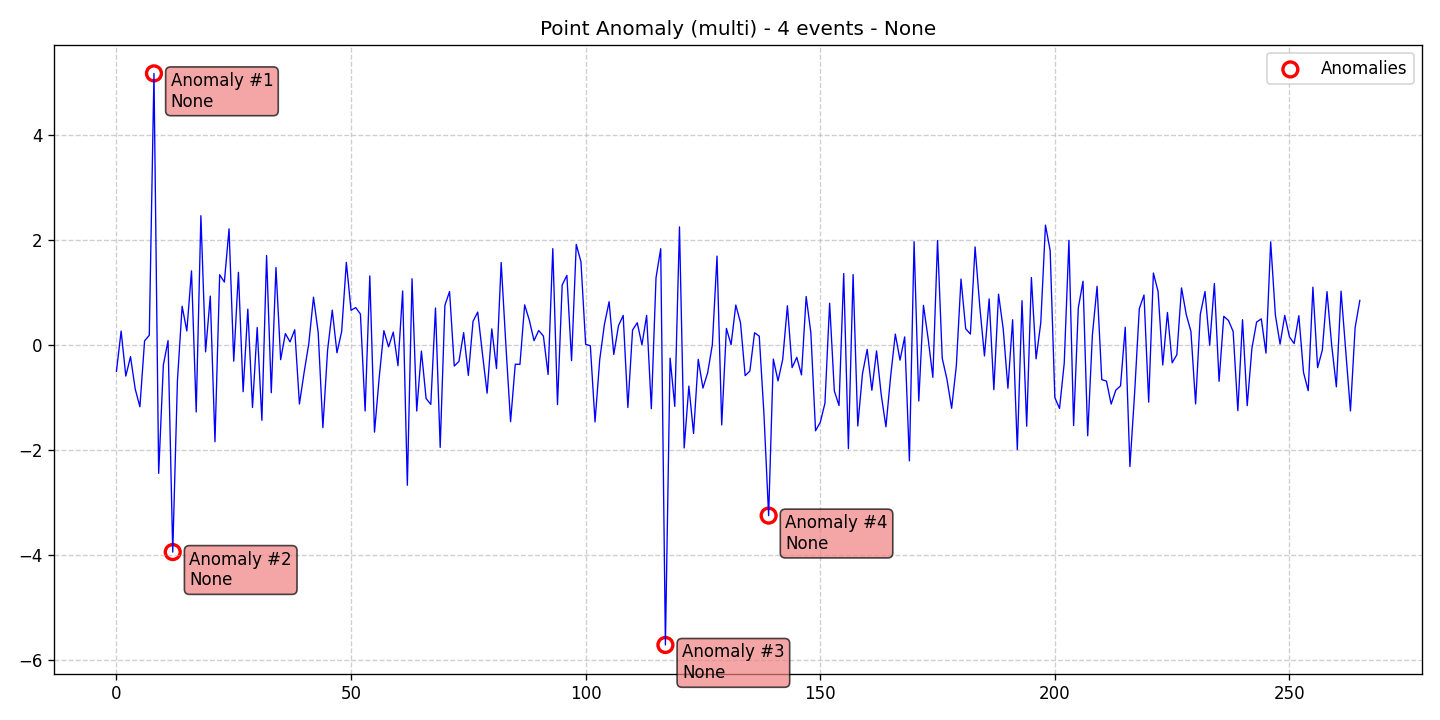 Point Anomaly (multi) - 4 events - None
Anomalies
Anomaly #1
None
Anomaly #2
None
Anomaly #3
None
Anomaly #4
None
4
2
0
−2
−4
−6
0
50
100
150
200
250